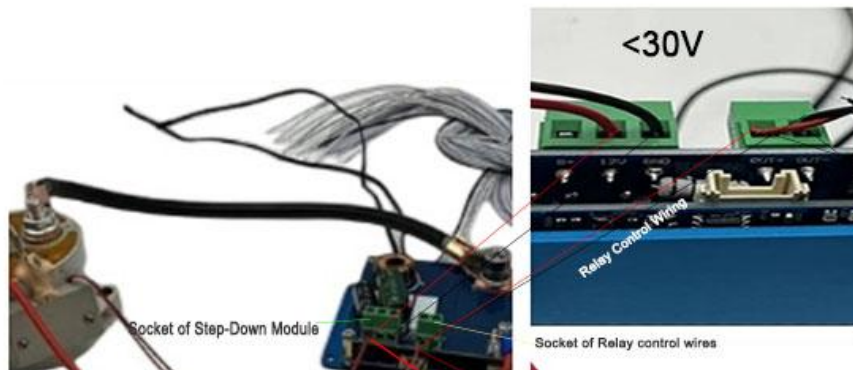 <30V
B+ 12V GND OUT+ OUT-
Relay Control Wiring
Socket of Step-Down Module
Socket of Relay control wires